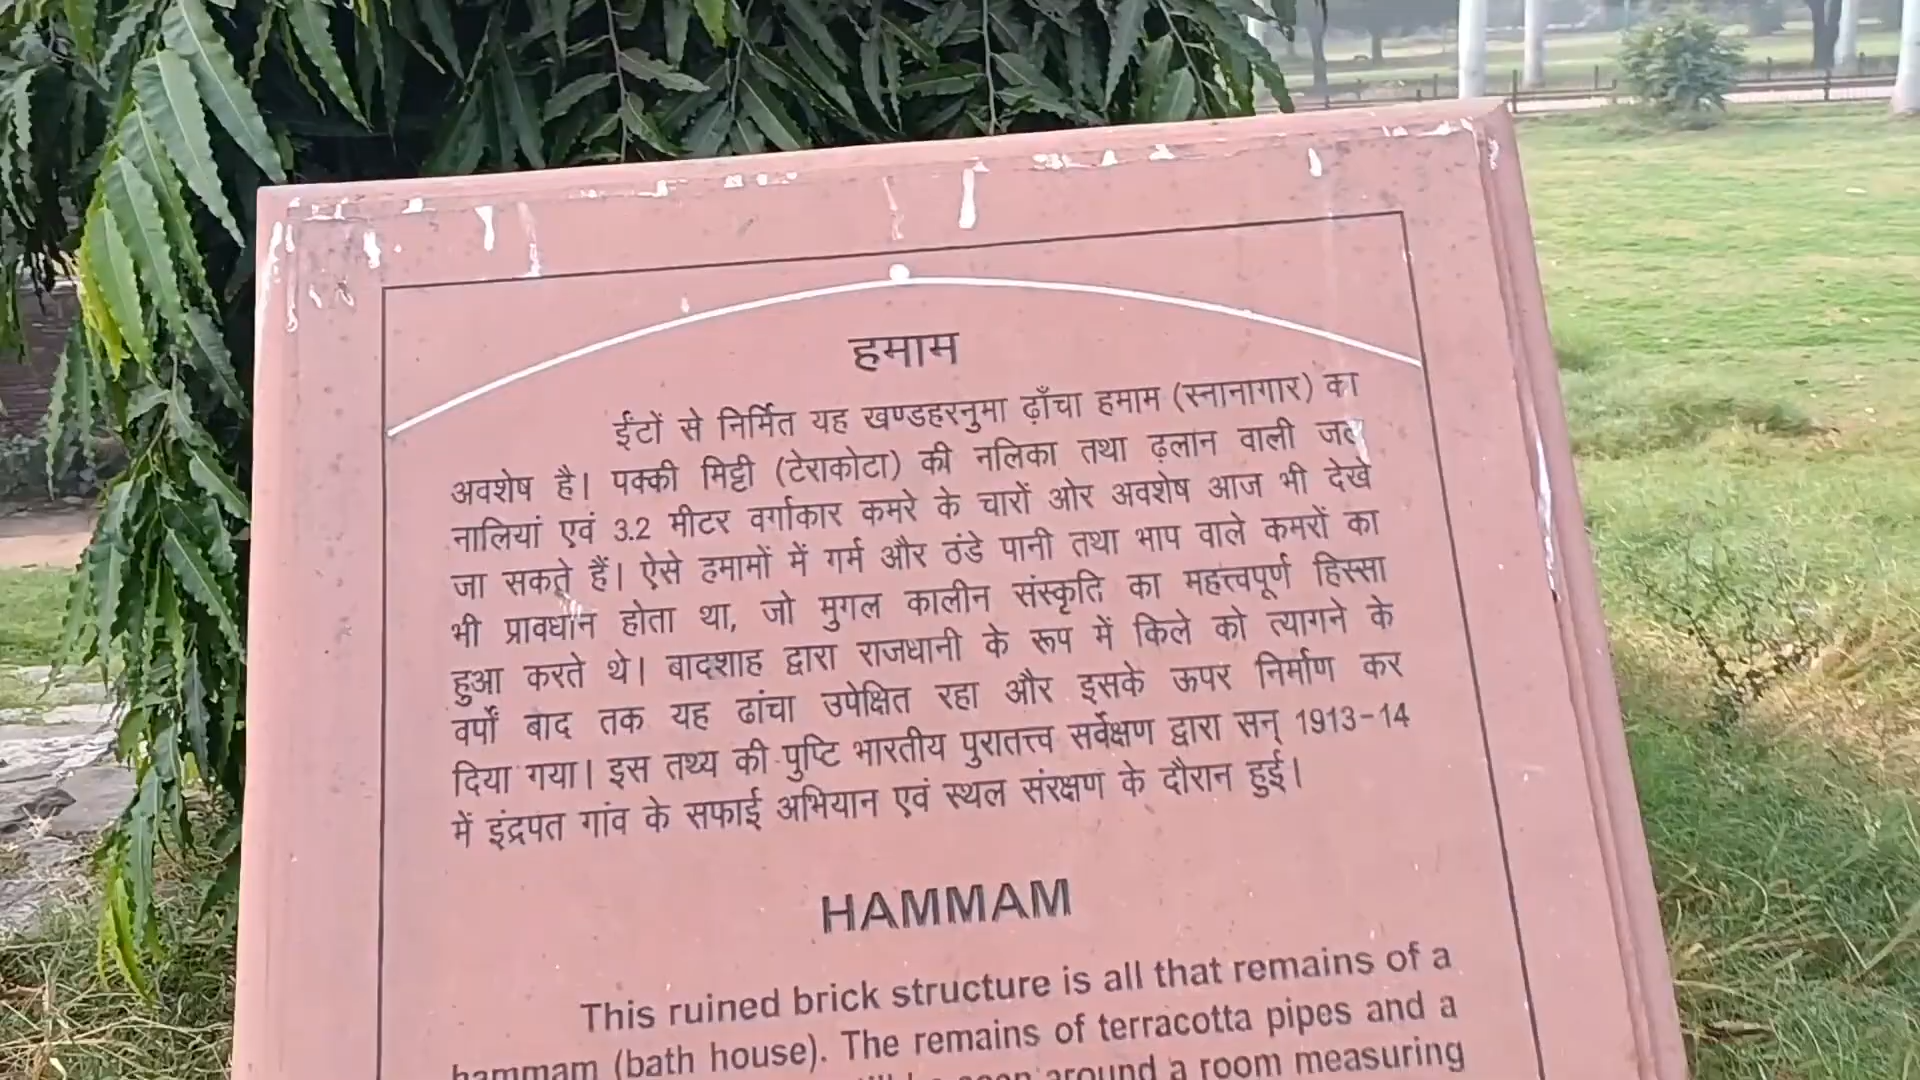 हमाम
ईंटों से निर्मित यह खण्डहरनुमा ढ़ाँचा हमाम (स्नानागार) का
अवशेष है। पक्की मिट्टी (टेराकोटा) की नलिका तथा ढ़लान वाली जल
नालियां एवं 3.2 मीटर वर्गाकार कमरे के चारों ओर अवशेष आज भी देखे
जा सकते हैं। ऐसे हमामों में गर्म और ठंडे पानी तथा भाप वाले कमरों का
भी प्रावधान होता था, जो मुगल कालीन संस्कृति का महत्त्वपूर्ण हिस्सा
हुआ करते थे। बादशाह द्वारा राजधानी के रूप में किले को त्यागने के
वर्षों बाद तक यह ढांचा उपेक्षित रहा और इसके ऊपर निर्माण कर
दिया गया। इस तथ्य की पुष्टि भारतीय पुरातत्त्व सर्वेक्षण द्वारा सन् 1913-14
में इंद्रपत गांव के सफाई अभियान एवं स्थल संरक्षण के दौरान हुई।
HAMMAM
This ruined brick structure is all that remains of a
hammam (bath house). The remains of terracotta pipes and a
seen around a room measuring